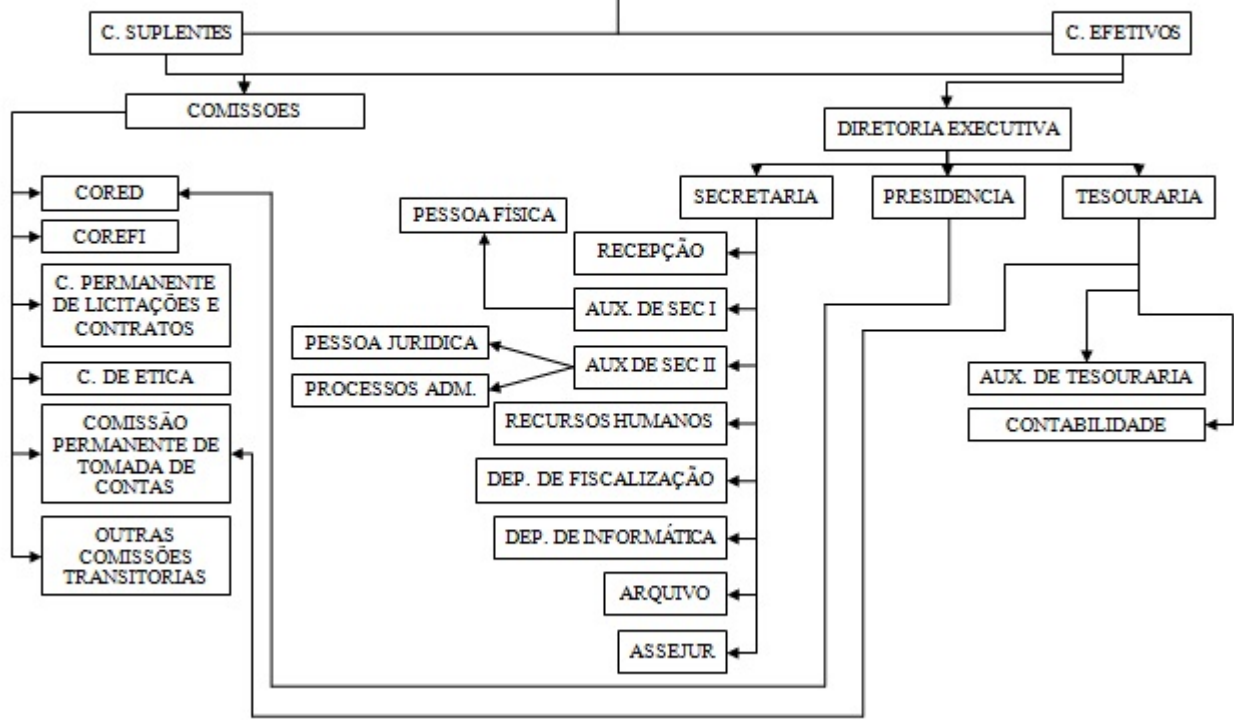 C. SUPLENTES
C. EFETIVOS
COMISSOES
DIRETORIA EXECUTIVA
CORED
SECRETARIA
PRESIDENCIA
TESOURARIA
PESSOA FÍSICA
COREFI
RECEPÇÃO
C. PERMANENTE
DE LICITAÇÕES E
CONTRATOS
AUX. DE SEC I
PESSOA JURIDICA
AUX DE SEC II
PROCESSOS ADM.
C. DE ETICA
AUX. DE TESOURARIA
COMISSÃO
PERMANENTE DE
TOMADA DE
CONTAS
RECURSOS HUMANOS
CONTABILIDADE
DEP. DE FISCALIZAÇÃO
OUTRAS
COMISSÕES
TRANSITORIAS
DEP. DE INFORMÁTICA
ARQUIVO
ASSEJUR